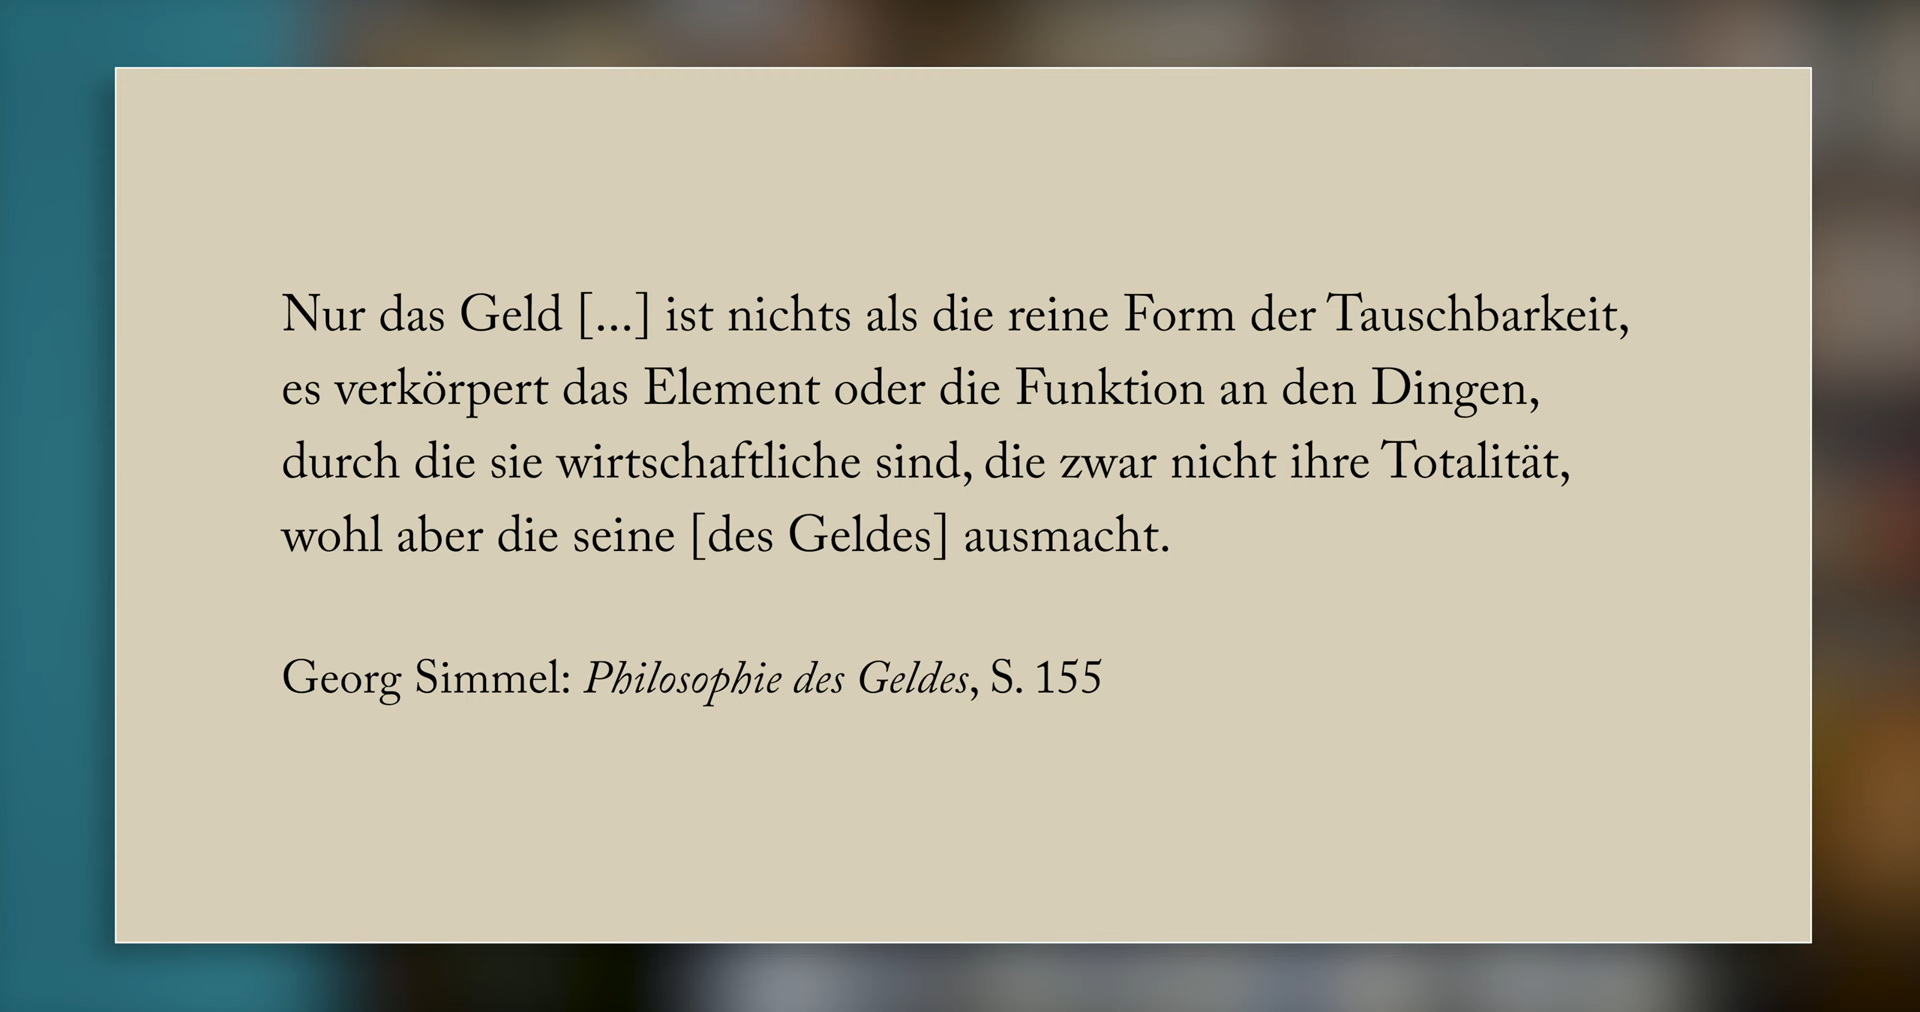 Nur das Geld [...] ist nichts als die reine Form der Tauschbarkeit,
es verkörpert das Element oder die Funktion an den Dingen,
durch die sie wirtschaftliche sind, die zwar nicht ihre Totalität,
wohl aber die seine [des Geldes] ausmacht.
Georg Simmel: Philosophie des Geldes, S. 155